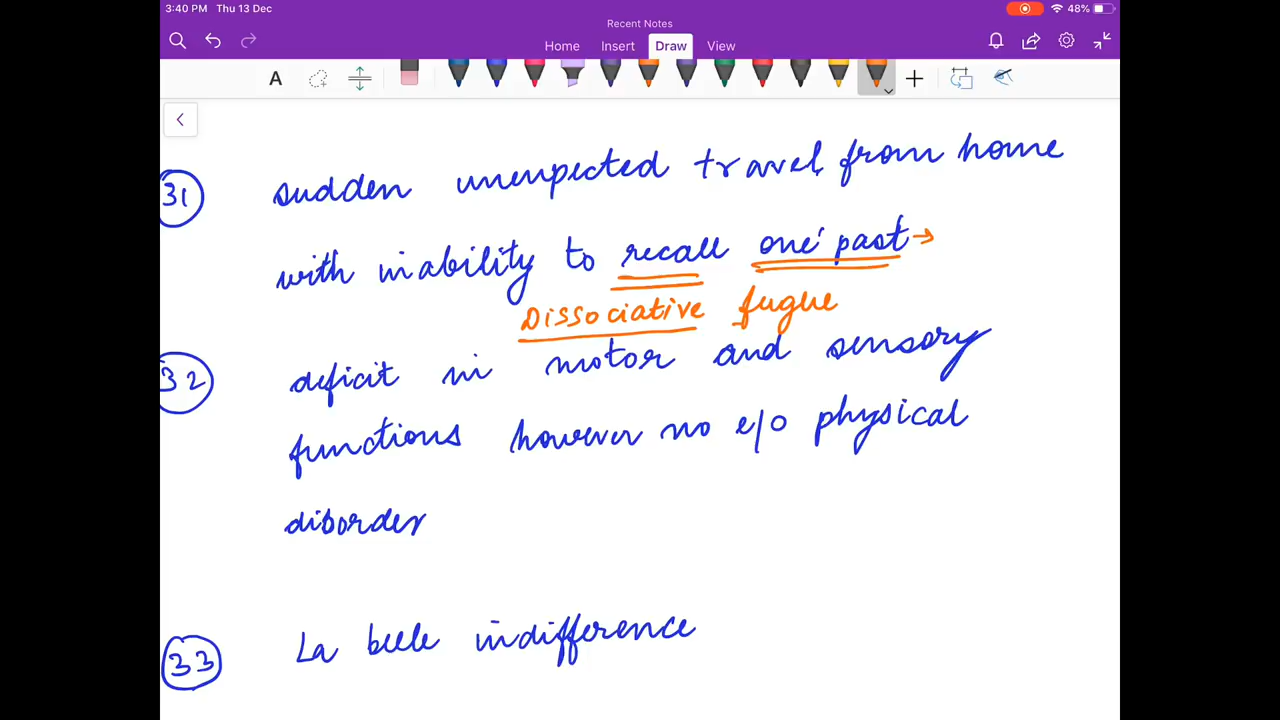 3:40 PM Thu 13 Dec
48%
Recent Notes
Home Insert Draw View
A
31 sudden unexpected travel from home
with inability to recall one' past →
Dissociative fugue
32 deficit in motor and sensory
functions however no e/o physical
disorder
33 La belle indifference